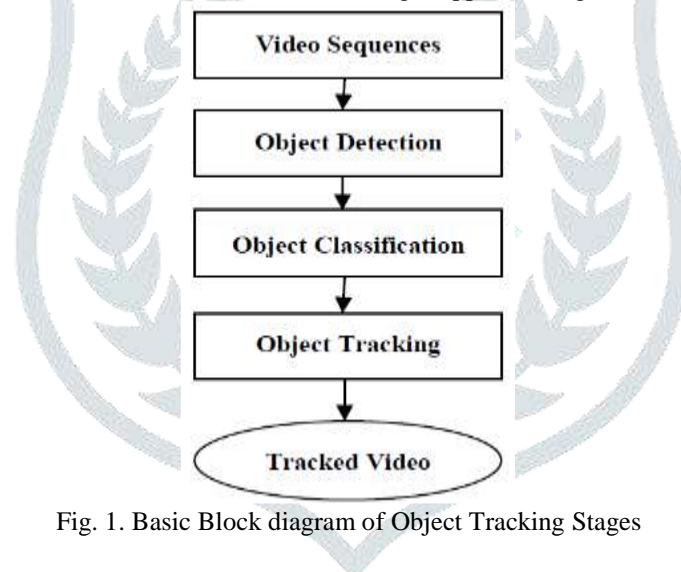 Video Sequences
Object Detection
Object Classification
Object Tracking
Tracked Video
Fig. 1. Basic Block diagram of Object Tracking Stages